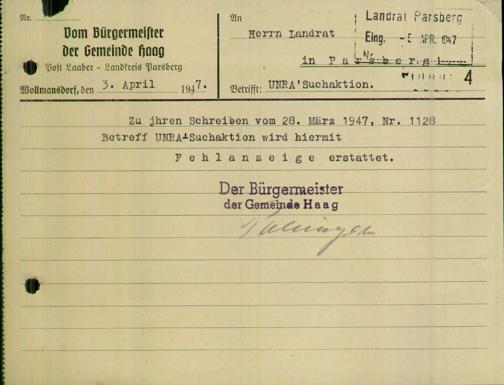 Nr.
Vom Bürgermeister
der Gemeinde Haag
Post Laaber - Landkreis Parsberg
Wollmansdorf, den 3. April 1947.
An
Herrn Landrat
in Parsberg
Landrat Parsberg
Eing. - 5. APR. 1947
Nr.
4
Betrifft: UNRA'Suchaktion.
Zu jhren Schreiben vom 28. März 1947, Nr. 1128
Betreff UNRA-Suchaktion wird hiermit
Fehlanzeige erstattet.
Der Bürgermeister
der Gemeinde Haag